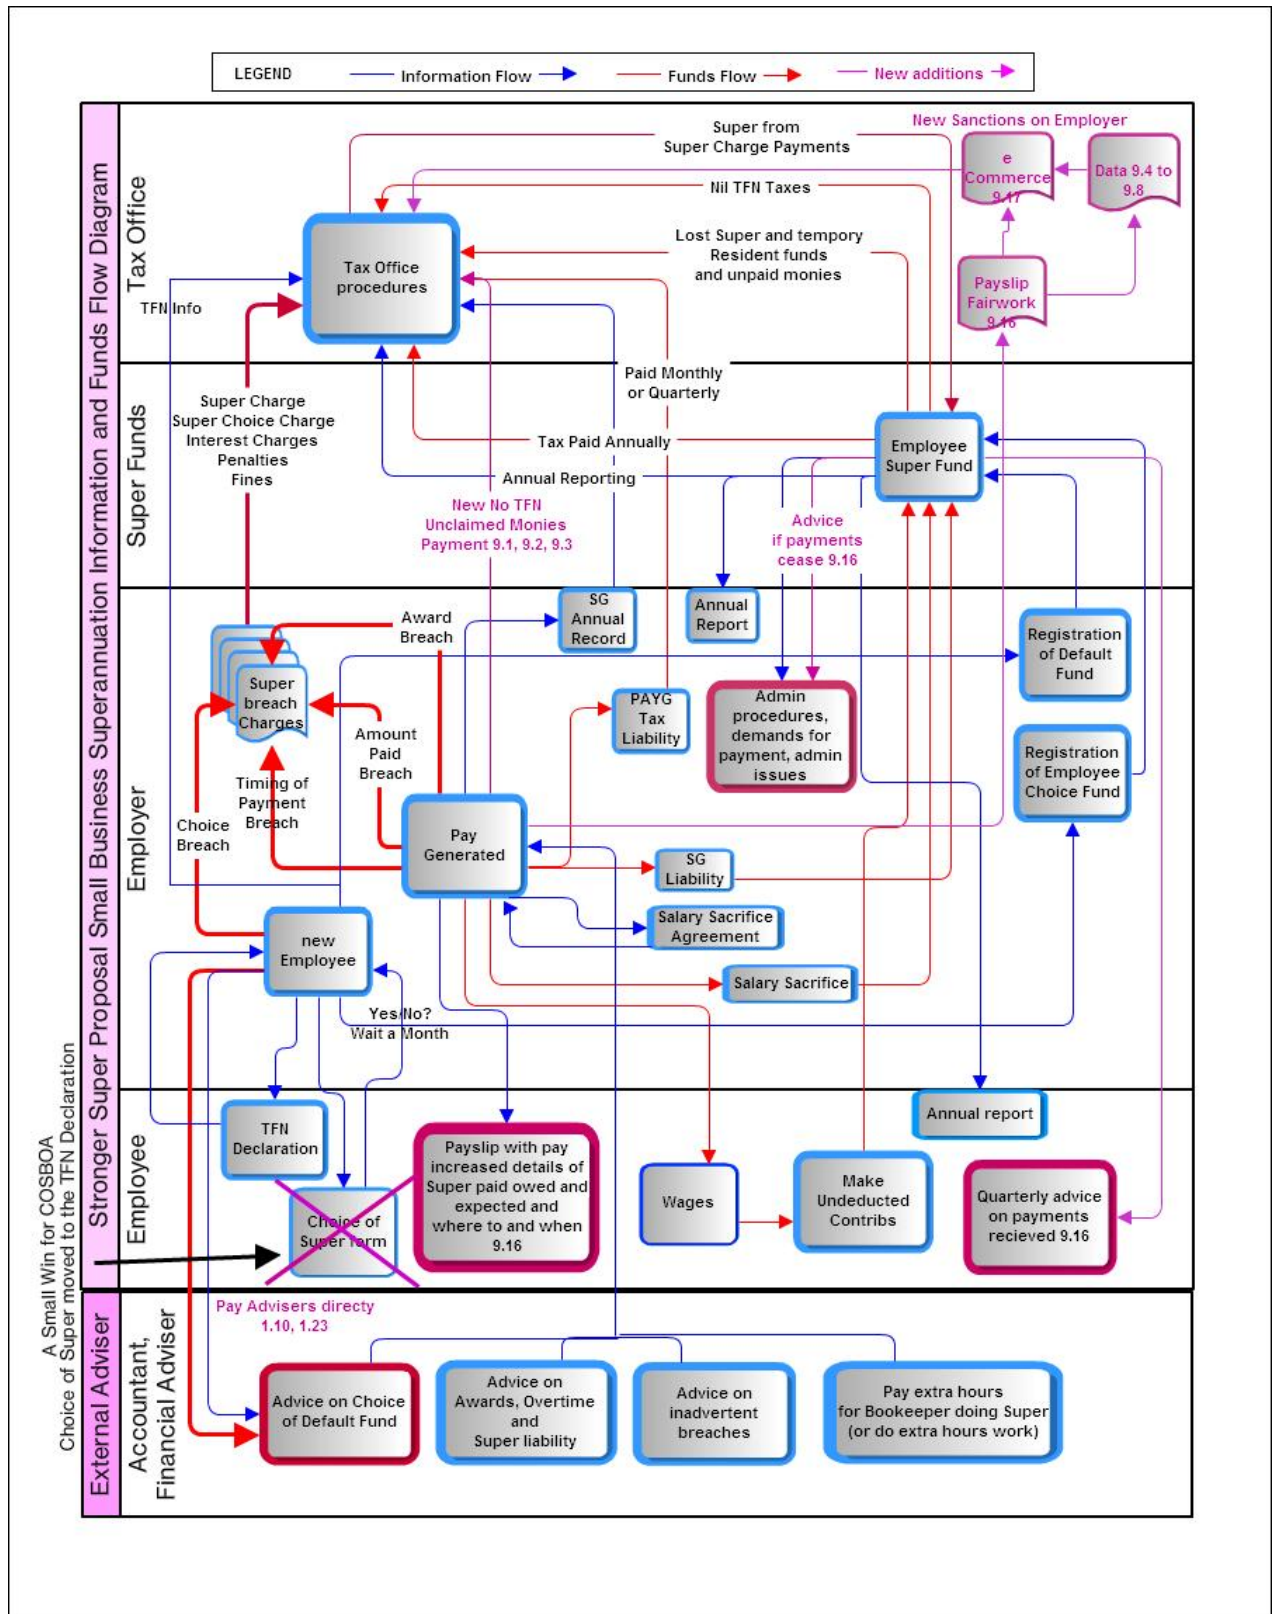 LEGEND
Information Flow
Funds Flow
New additions
Stronger Super Proposal Small Business Superannuation Information and Funds Flow Diagram
Tax Office
Super from
Super Charge Payments
New Sanctions on Employer
e
Commerce
9.17
Data 9.4 to
9.8
Nil TFN Taxes
Lost Super and tempory
Resident funds
and unpaid monies
Tax Office
procedures
Payslip
Fairwork
9.16
TFN Info
Super Funds
Paid Monthly
or Quarterly
Super Charge
Super Choice Charge
Interest Charges
Penalties
Fines
Tax Paid Annually
Employee
Super Fund
Annual Reporting
New No TFN
Unclaimed Monies
Payment 9.1, 9.2, 9.3
Advice
if payments
cease 9.16
Employer
SG
Annual
Record
Annual
Report
Award
Breach
Registration
of Default
Fund
Super
breach
Charges
PAYG
Tax
Liability
Admin
procedures,
demands for
payment, admin
issues
Amount
Paid
Breach
Registration
of Employee
Choice Fund
Timing of
Payment
Breach
Choice
Breach
Pay
Generated
SG
Liability
Salary Sacrifice
Agreement
new
Employee
Salary Sacrifice
Yes/No?
Wait a Month
Employee
Annual report
TFN
Declaration
Payslip with pay
increased details of
Super paid owed and
expected and
where to and when
9.16
Wages
Make
Undeducted
Contribs
Quarterly advice
on payments
recieved 9.16
Choice of
Super form
A Small Win for COSBOA
Choice of Super moved to the TFN Declaration
External Adviser
Accountant,
Financial Adviser
Pay Advisers directy
1.10, 1.23
Advice on Choice
of Default Fund
Advice on
Awards, Overtime
and
Super liability
Advice on
inadvertent
breaches
Pay extra hours
for Bookeeper doing Super
(or do extra hours work)